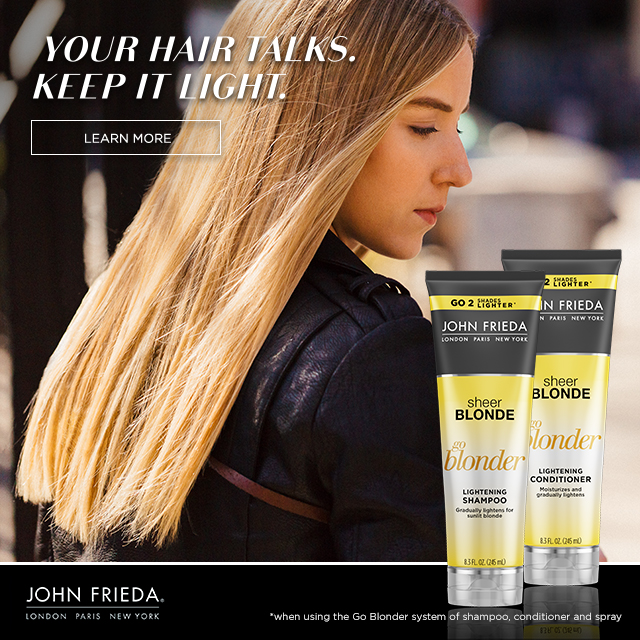 YOUR HAIR TALKS.
KEEP IT LIGHT.
LEARN MORE
GO 2 SHADES LIGHTER*
JOHN FRIEDA
LONDON PARIS NEW YORK
sheer
BLONDE
go
blonder
LIGHTENING
SHAMPOO
Gradually lightens for
sunlit blonde
8.3 FL. OZ. (245 mL)
2 SHADES LIGHTER*
HN FRIEDA
N PARIS NEW YORK
sheer
BLONDE
go
blonder
LIGHTENING
CONDITIONER
Moisturizes and
gradually lightens
8.3 FL. OZ. (245 mL)
JOHN FRIEDA®
LONDON PARIS NEW YORK
*when using the Go Blonder system of shampoo, conditioner and spray